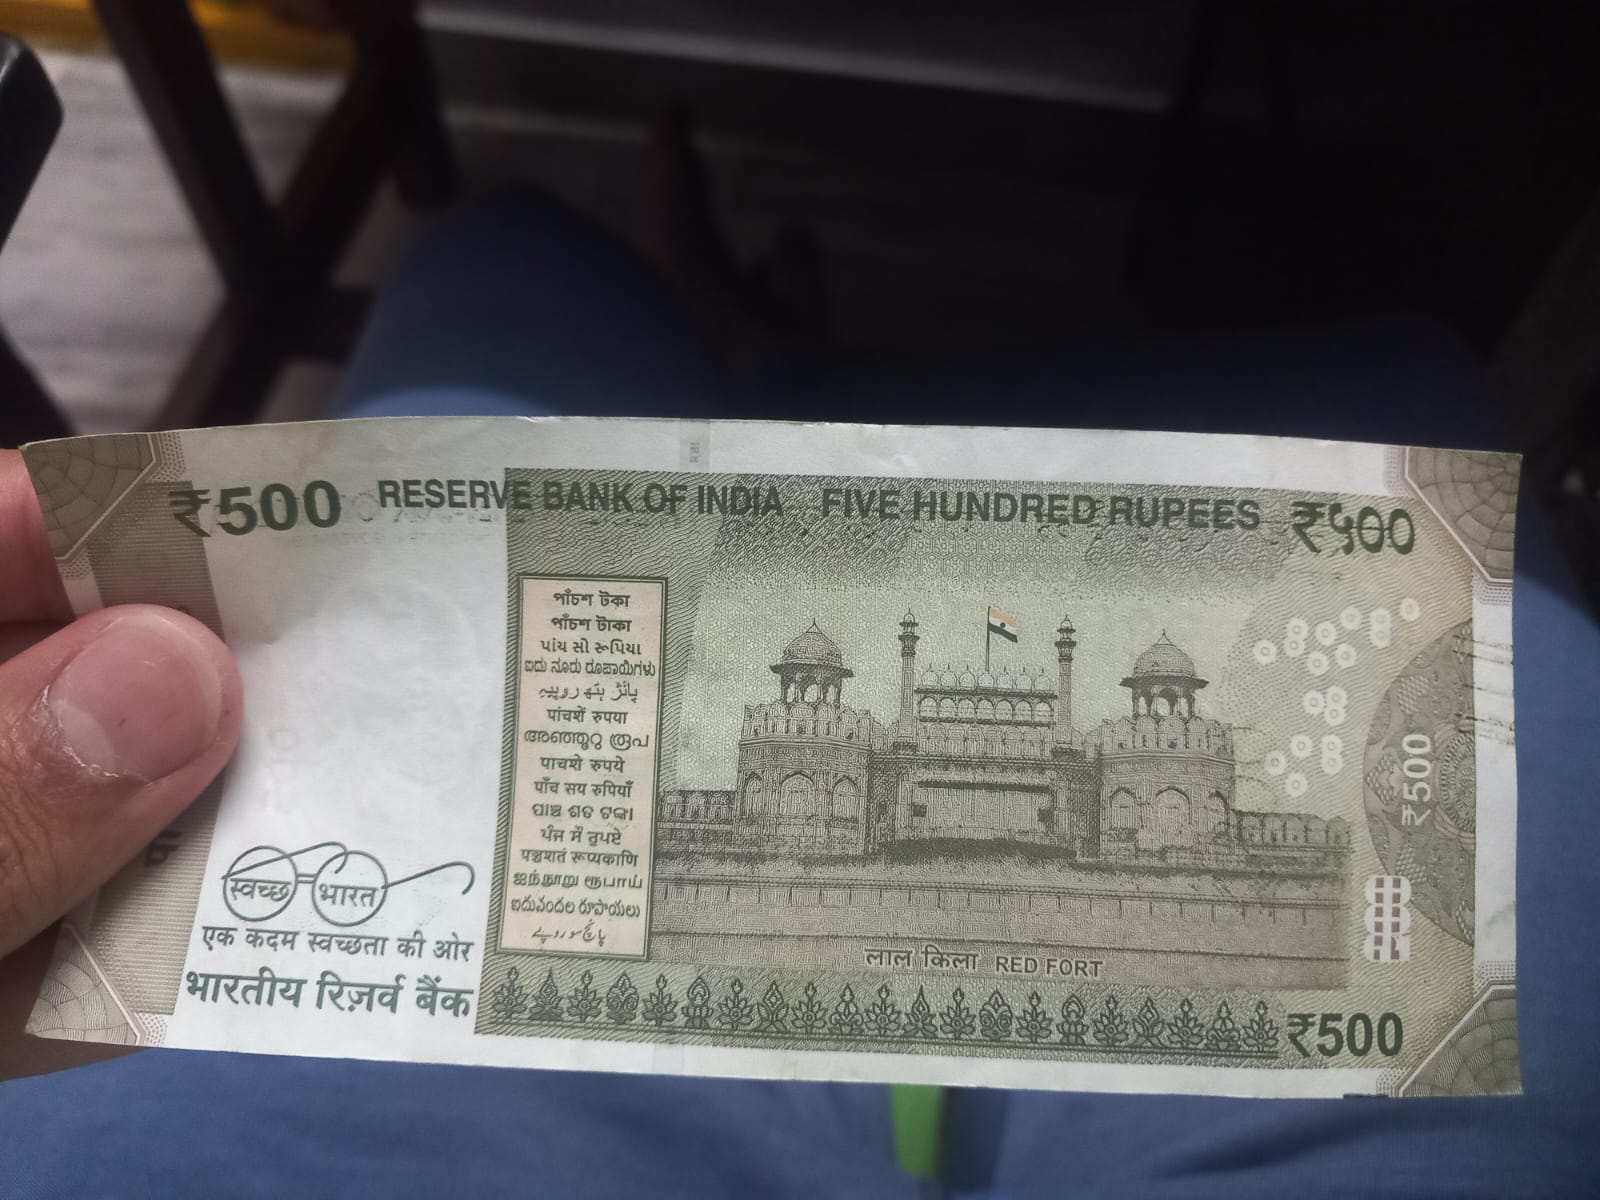 RBI
₹500 RESERVE BANK OF INDIA FIVE HUNDRED RUPEES ₹५००
পাঁচশ টকা
পাঁচশ টাকা
પાંચ સો રૂપિયા
ಐದು ನೂರು ರೂಪಾಯಿಗಳು
پانژ ہَتھ روپیہِ
पांचशें रुपया
അഞ്ഞൂറു രൂപ
पाचशे रुपये
पाँच सय रुपियाँ
ପାଞ୍ଚ ଶତ ଟଙ୍କା
ਪੰਜ ਸੌ ਰੁਪਏ
पञ्चशतं रूप्यकाणि
ஐந்நூறு ரூபாய்
ఐదువందల రూపాయలు
پانچ سو روپے
₹500
स्वच्छ भारत
एक कदम स्वच्छता की ओर
भारतीय रिज़र्व बैंक
लाल किला RED FORT
₹500